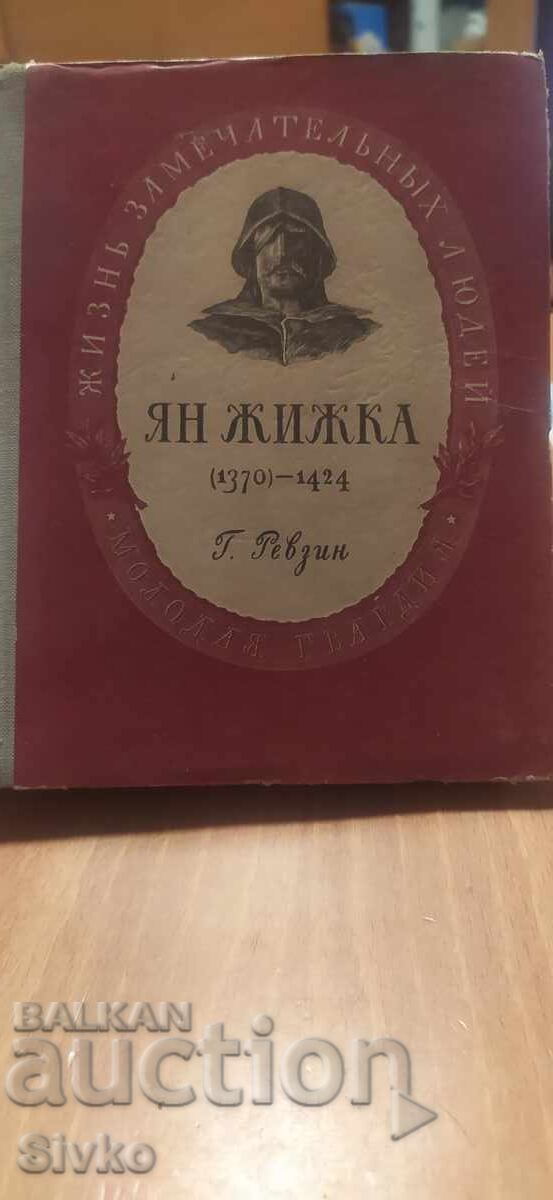 ЖИЗНЬ ЗАМЕЧАТЕЛЬНЫХ ЛЮДЕЙ
ЯН ЖИЖКА
(1370)—1424
Г. Ревзин
МОЛОДАЯ ГВАРДИЯ
BALKAN
auction
Sivko